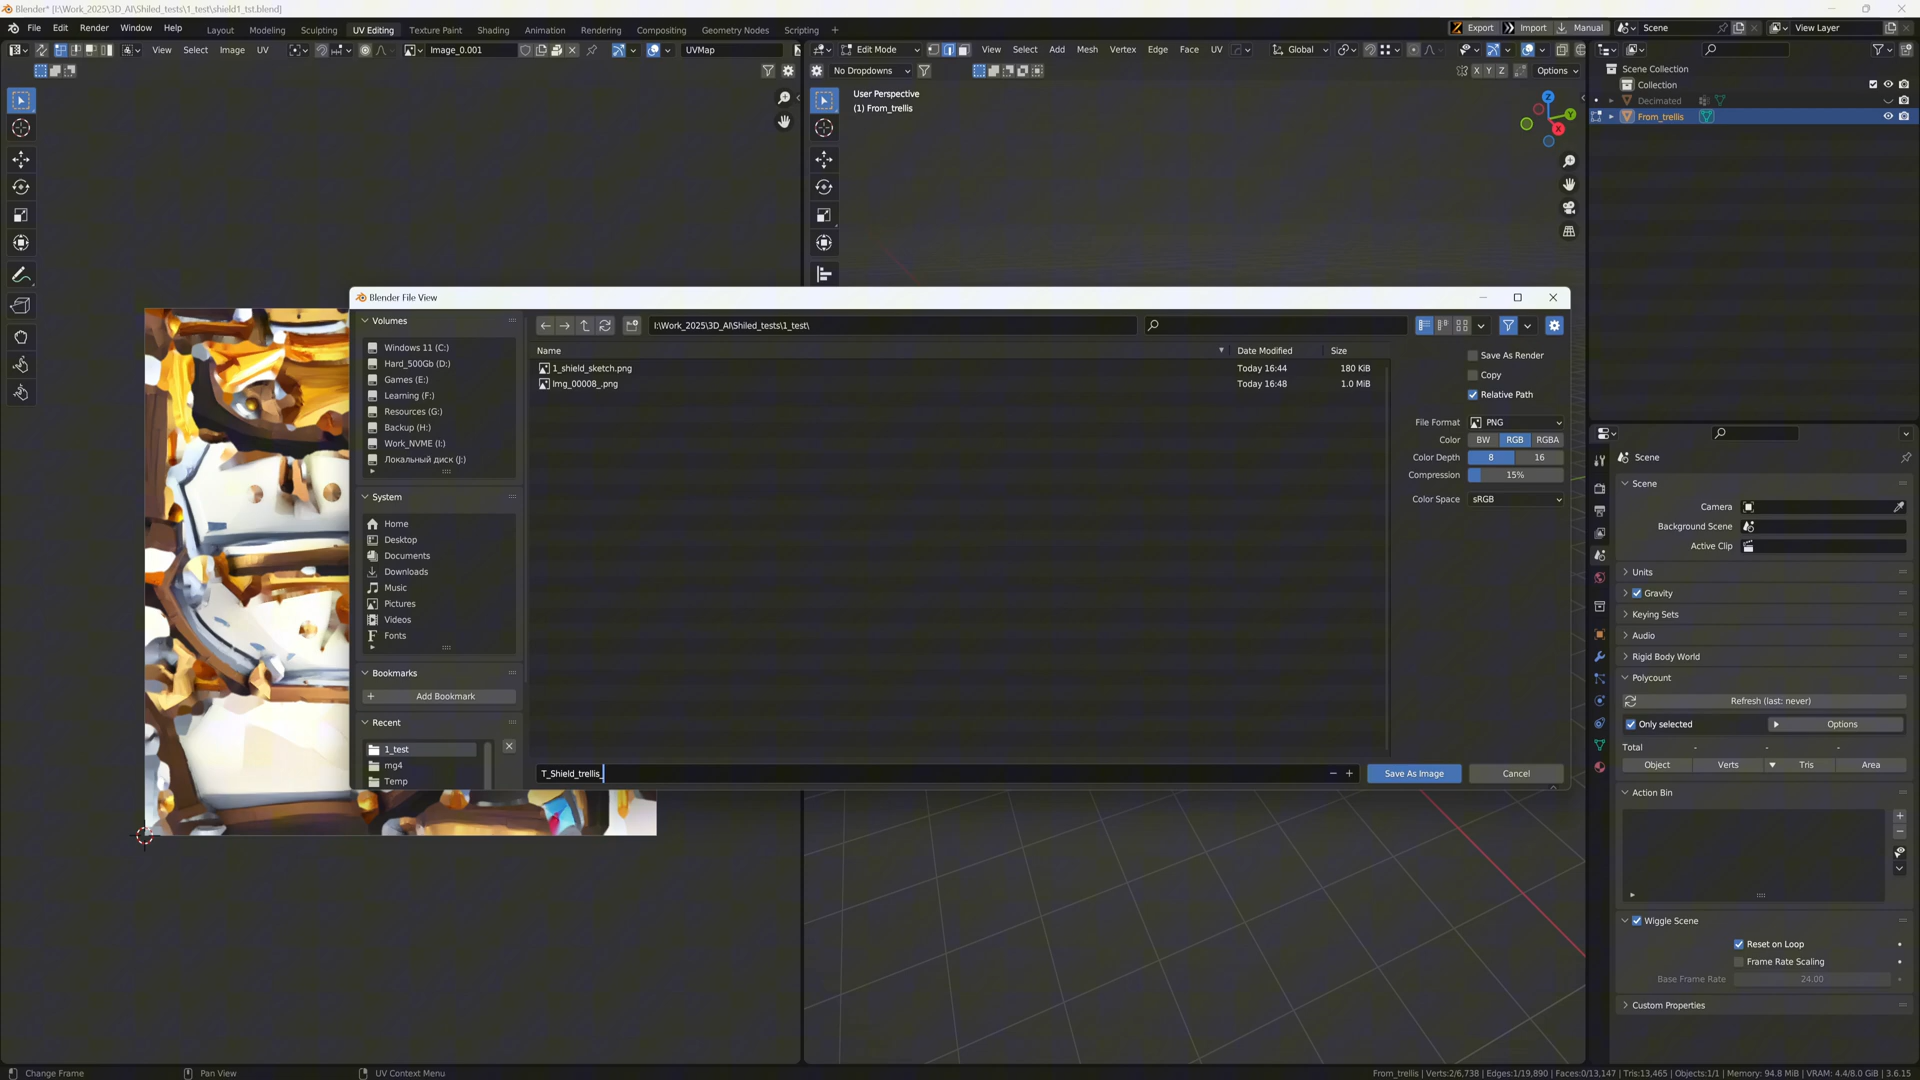 Blender* [I:\Work_2025\3D_AI\Shiled_tests\1_test\shield1_tst.blend]
File Edit Render Window Help Layout Modeling Sculpting UV Editing Texture Paint Shading Animation Rendering Compositing Geometry Nodes Scripting +
Export Import Manual Scene View Layer
View Select Image UV Image_001 UVMap
Edit Mode View Select Add Mesh Vertex Edge Face UV Global
No Dropdowns X Y Z Options
User Perspective
(1) From_trellis
Z Y X
Scene Collection
Collection
Decimated
From_trellis
Blender File View
Volumes
Windows 11 (C:)
Hard_500Gb (D:)
Games (E:)
Learning (F:)
Resources (G:)
Backup (H:)
Work_NVME (I:)
Локальный диск (J:)
System
Home
Desktop
Documents
Downloads
Music
Pictures
Videos
Fonts
Bookmarks
Add Bookmark
Recent
1_test
mg4
Temp
I:\Work_2025\3D_AI\Shiled_tests\1_test\
Name Date Modified Size
1_shield_sketch.png Today 16:44 180 KiB
Img_00008_.png Today 16:48 1.0 MiB
T_Shield_trellis_
Save As Image Cancel
Save As Render
Copy
Relative Path
File Format PNG
Color BW RGB RGBA
Color Depth 8 16
Compression 15%
Color Space sRGB
Scene
Scene
Camera
Background Scene
Active Clip
Units
Gravity
Keying Sets
Audio
Rigid Body World
Polycount
Refresh (last: never)
Only selected Options
Total - - -
Object Verts Tris Area
Action Bin
Wiggle Scene
Reset on Loop
Frame Rate Scaling
Base Frame Rate 24.00
Custom Properties
Change Frame Pan View UV Context Menu
From_trellis | Verts:2/6,738 | Edges:1/19,890 | Faces:0/13,147 | Tris:13,465 | Objects:1/1 | Memory: 94.8 MiB | VRAM: 4.4/8.0 GiB | 3.6.15